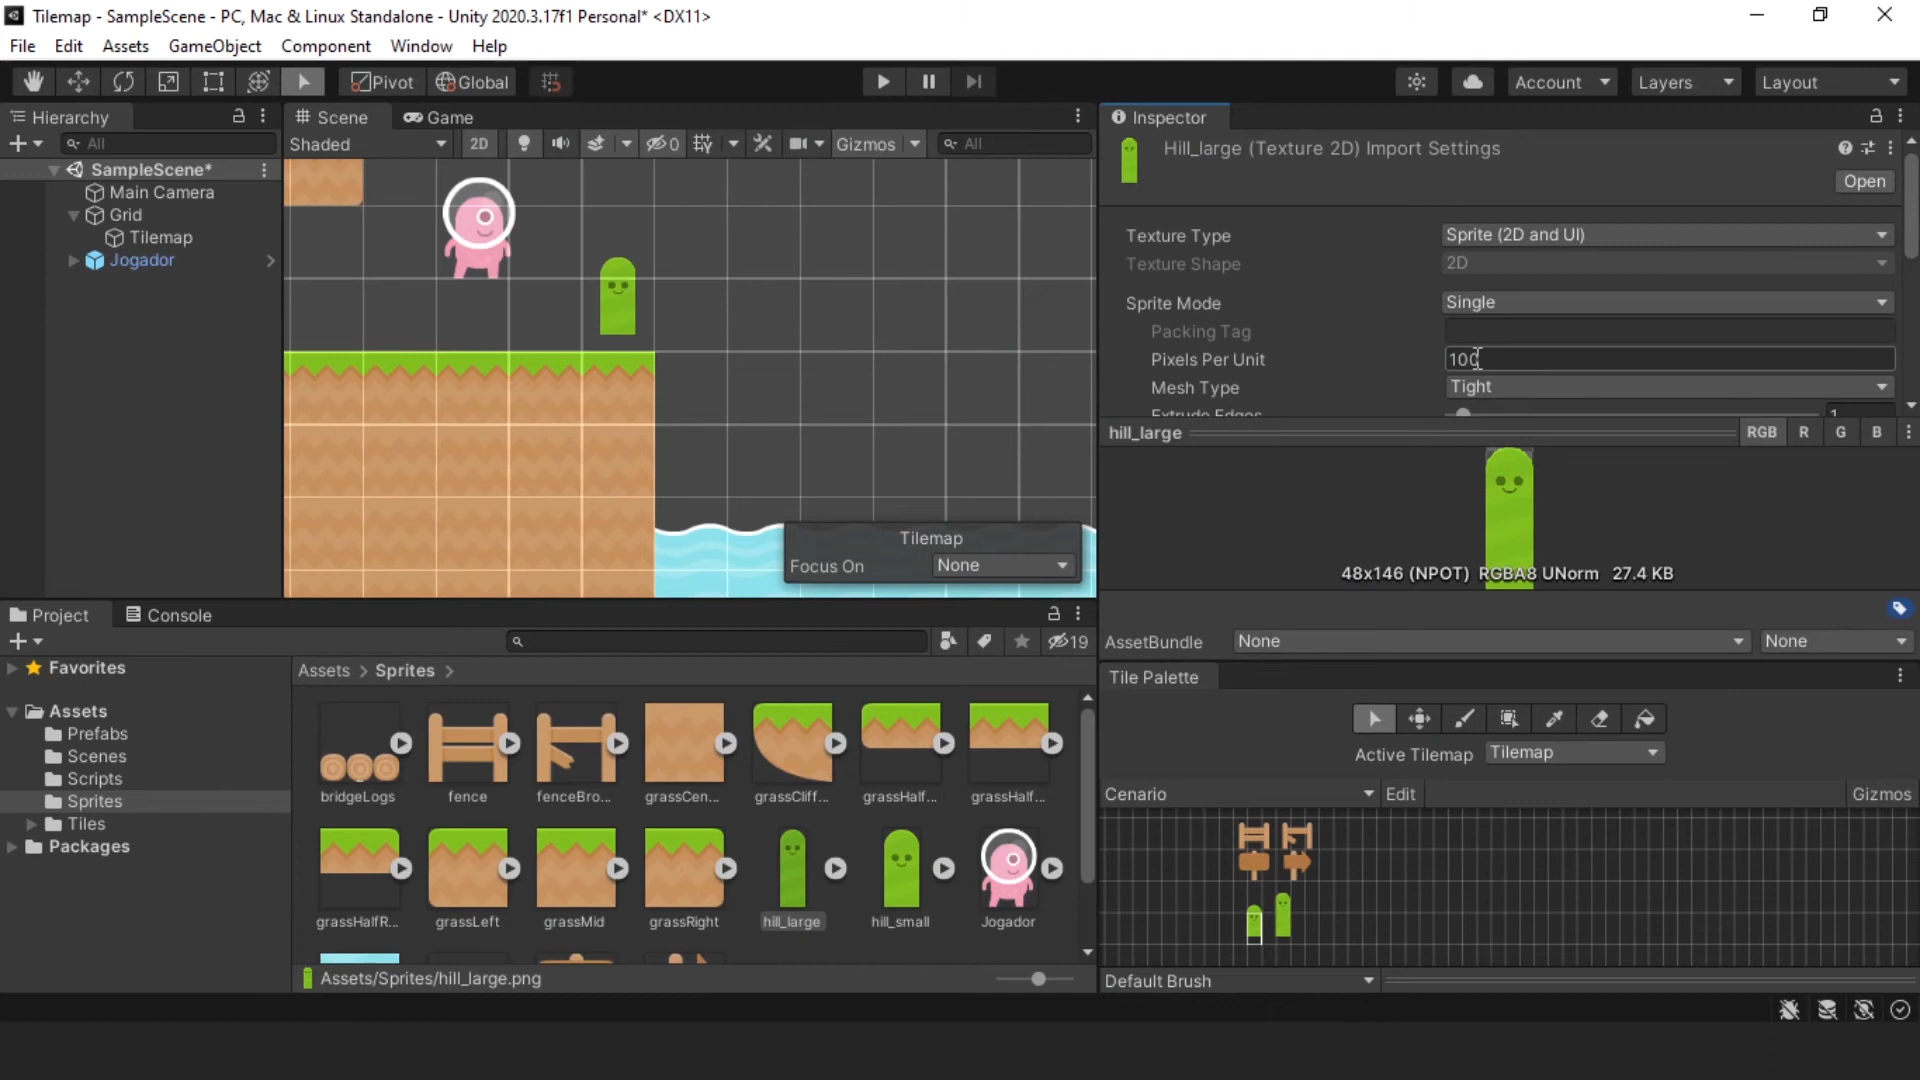 Tilemap - SampleScene - PC, Mac & Linux Standalone - Unity 2020.3.17f1 Personal* <DX11>
File Edit Assets GameObject Component Window Help
Pivot Global Account Layers Layout
Hierarchy
All
SampleScene*
Main Camera
Grid
Tilemap
Jogador
Scene Game
Shaded 2D 0 Gizmos All
Tilemap
Focus On None
Inspector
Hill_large (Texture 2D) Import Settings
Open
Texture Type Sprite (2D and UI)
Texture Shape 2D
Sprite Mode Single
Packing Tag
Pixels Per Unit 100
Mesh Type Tight
Extrude Edges 1
hill_large RGB R G B
48x146 (NPOT) RGBA8 UNorm 27.4 KB
AssetBundle None None
Project Console
19
Favorites
Assets
Prefabs
Scenes
Scripts
Sprites
Tiles
Packages
Assets > Sprites >
bridgeLogs fence fenceBro... grassCen... grassCliff... grassHalf... grassHalf...
grassHalfR... grassLeft grassMid grassRight hill_large hill_small Jogador
Assets/Sprites/hill_large.png
Tile Palette
Active Tilemap Tilemap
Cenario Edit Gizmos
Default Brush